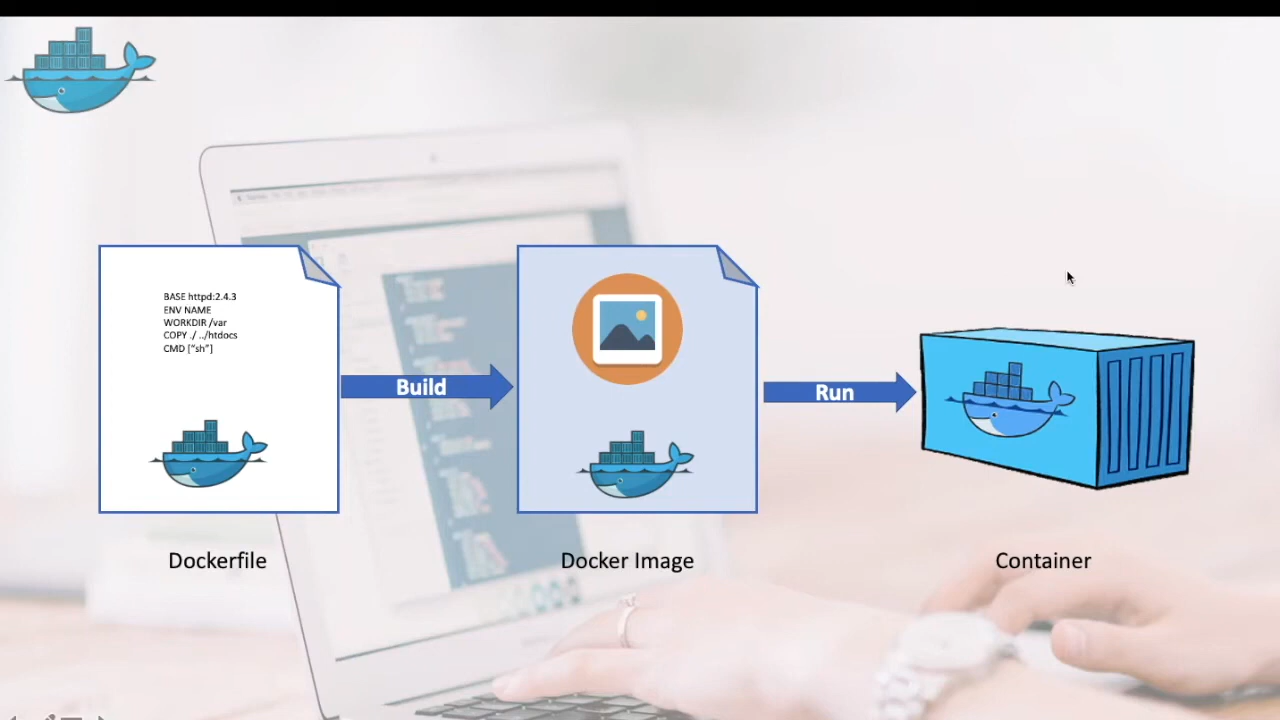 BASE httpd:2.4.3
ENV NAME
WORKDIR /var
COPY ./ ../htdocs
CMD [“sh”]
Build
Run
Dockerfile
Docker Image
Container